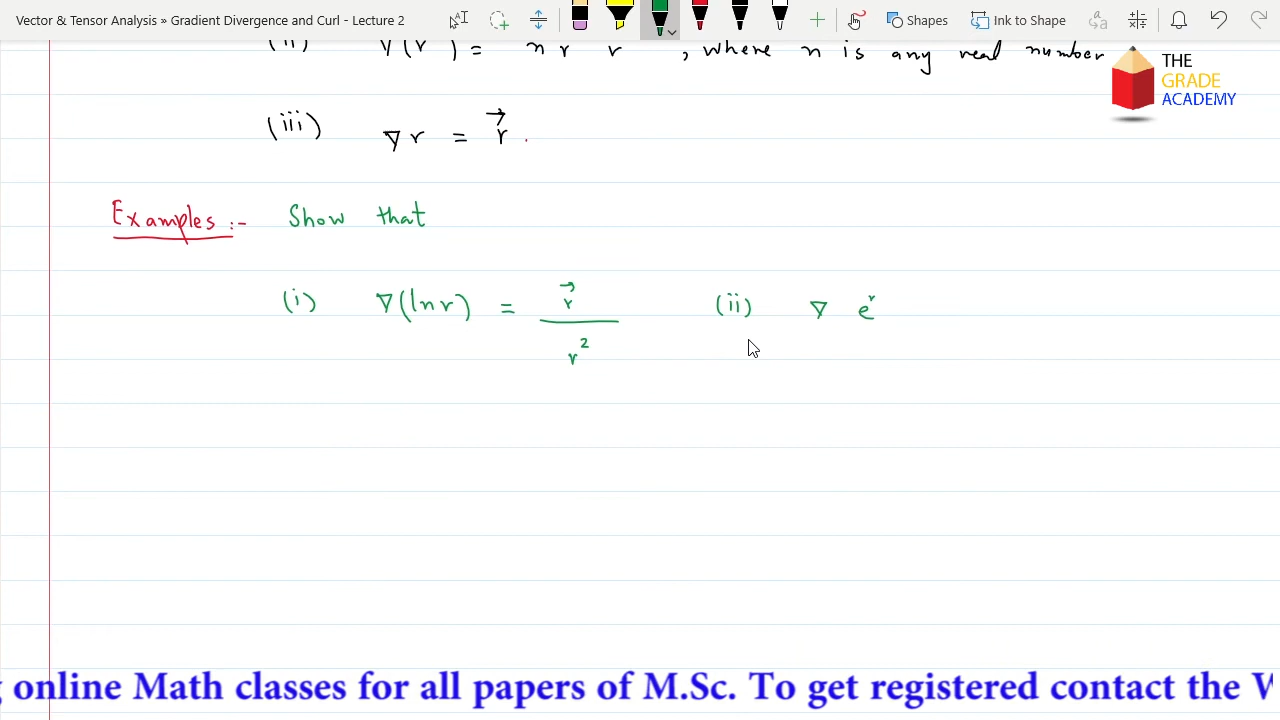 Vector & Tensor Analysis » Gradient Divergence and Curl - Lecture 2
Shapes
Ink to Shape
(ii) ∇(r ) = n r r , where n is any real number
THE
GRADE
ACADEMY
(iii) ∇r = r⃗ .
Examples :- Show that
(i) ∇(ln r) = r⃗ / r² (ii) ∇ eʳ
online Math classes for all papers of M.Sc. To get registered contact the